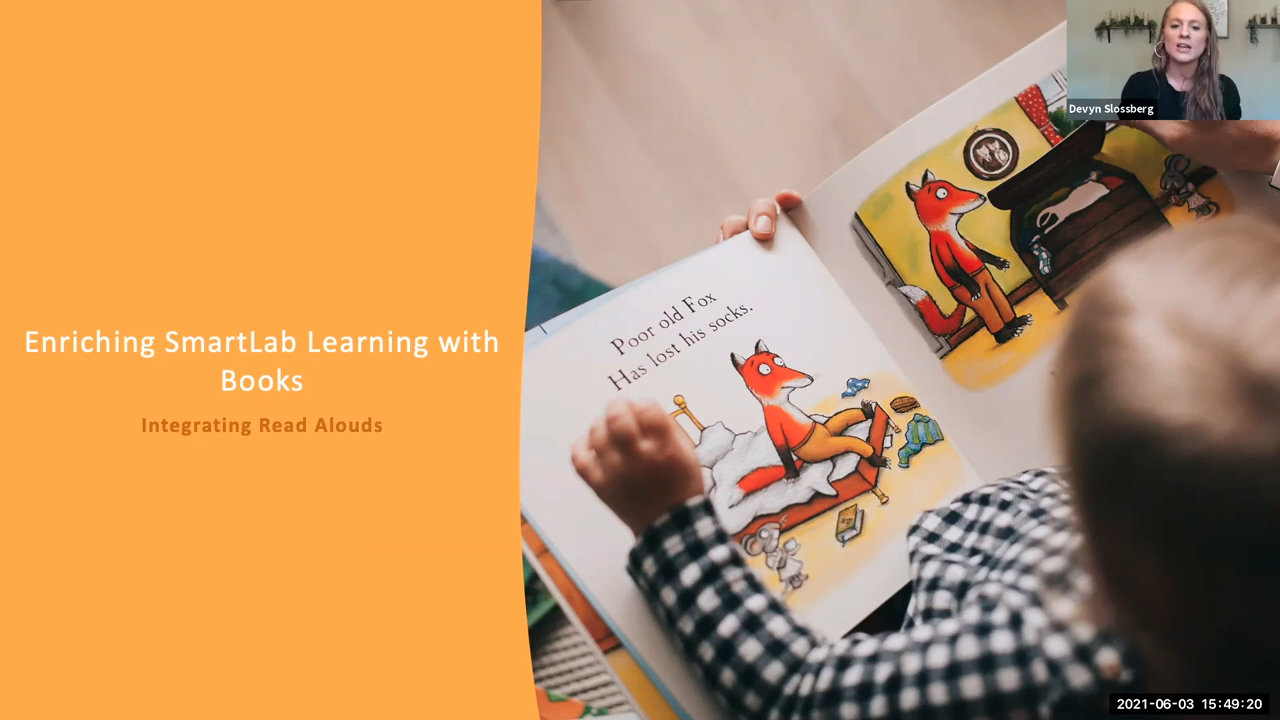 Enriching SmartLab Learning with
Books
Integrating Read Alouds
Poor old Fox
Has lost his socks.
Devyn Slossberg
2021-06-03 15:49:20